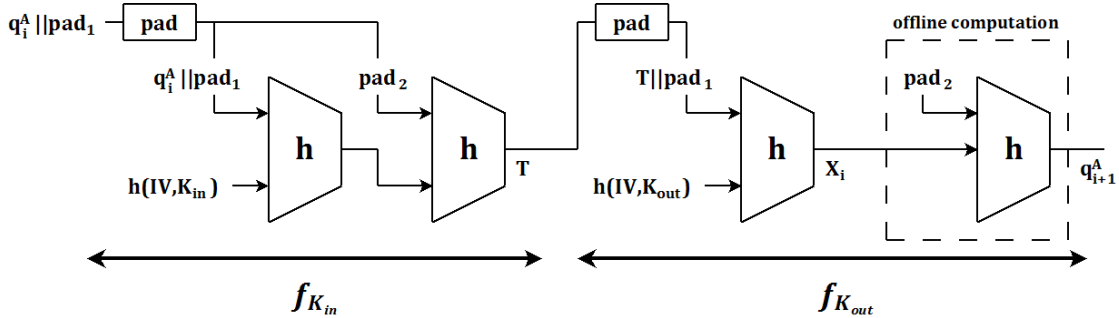 q_i^A||pad_1
pad
q_i^A||pad_1
pad_2
h
h
h(IV,K_in)
T
f_{K_in}
pad
T||pad_1
h
h(IV,K_out)
X_i
offline computation
pad_2
h
q_{i+1}^A
f_{K_out}